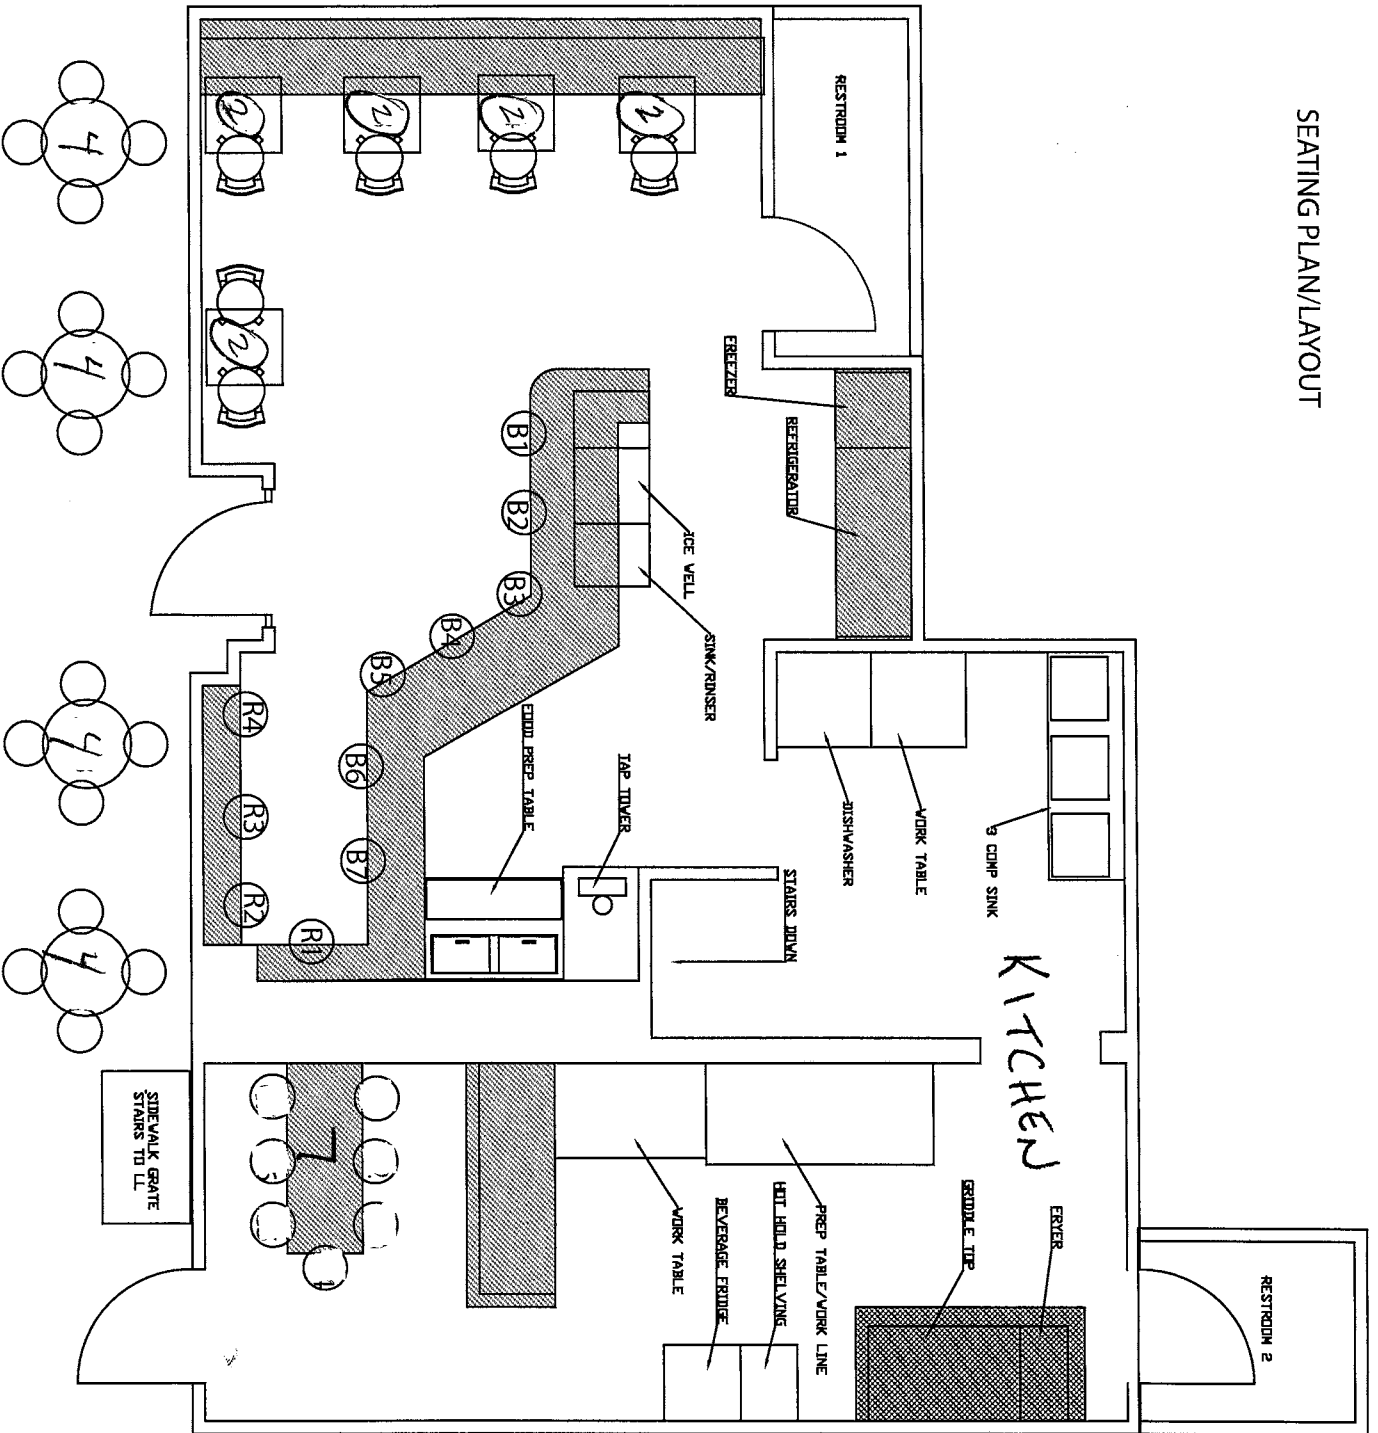 SEATING PLAN/LAYOUT
RESTROOM 1
2
2
2
2
2
4
4
4
4
FREEZER
REFRIGERATOR
ICE WELL
SINK/RINSER
B1
B2
B3
B4
B5
B6
B7
R4
R3
R2
R1
FOOD PREP TABLE
TAP TOWER
STAIRS DOWN
DISHWASHER
WORK TABLE
3 COMP SINK
KITCHEN
7
SIDEWALK GRATE
STAIRS TO LL
WORK TABLE
BEVERAGE FRIDGE
HOT HOLD SHELVING
PREP TABLE/WORK LINE
GRIDDLE TOP
FRYER
RESTROOM 2